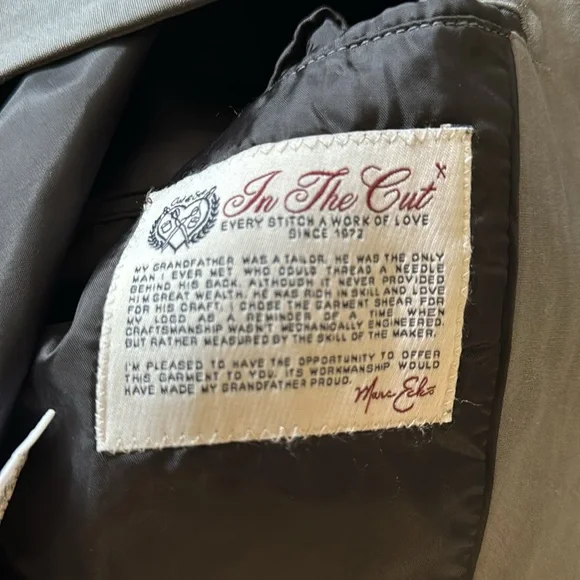 In The Cut
EVERY STITCH A WORK OF LOVE
SINCE 1972
MY GRANDFATHER WAS A TAILOR. HE WAS THE ONLY
MAN I EVER MET, WHO COULD THREAD A NEEDLE
BEHIND HIS BACK. ALTHOUGH IT NEVER PROVIDED
HIM GREAT WEALTH, HE WAS RICH IN SKILL AND LOVE
FOR HIS CRAFT. I CHOSE THE GARMENT SHEAR FOR
MY LOGO AS A REMINDER OF A TIME WHEN
CRAFTSMANSHIP WASN'T MECHANICALLY ENGINEERED,
BUT RATHER MEASURED BY THE SKILL OF THE MAKER.
I'M PLEASED TO HAVE THE OPPORTUNITY TO OFFER
THIS GARMENT TO YOU. ITS WORKMANSHIP WOULD
HAVE MADE MY GRANDFATHER PROUD.
Marc Ecko